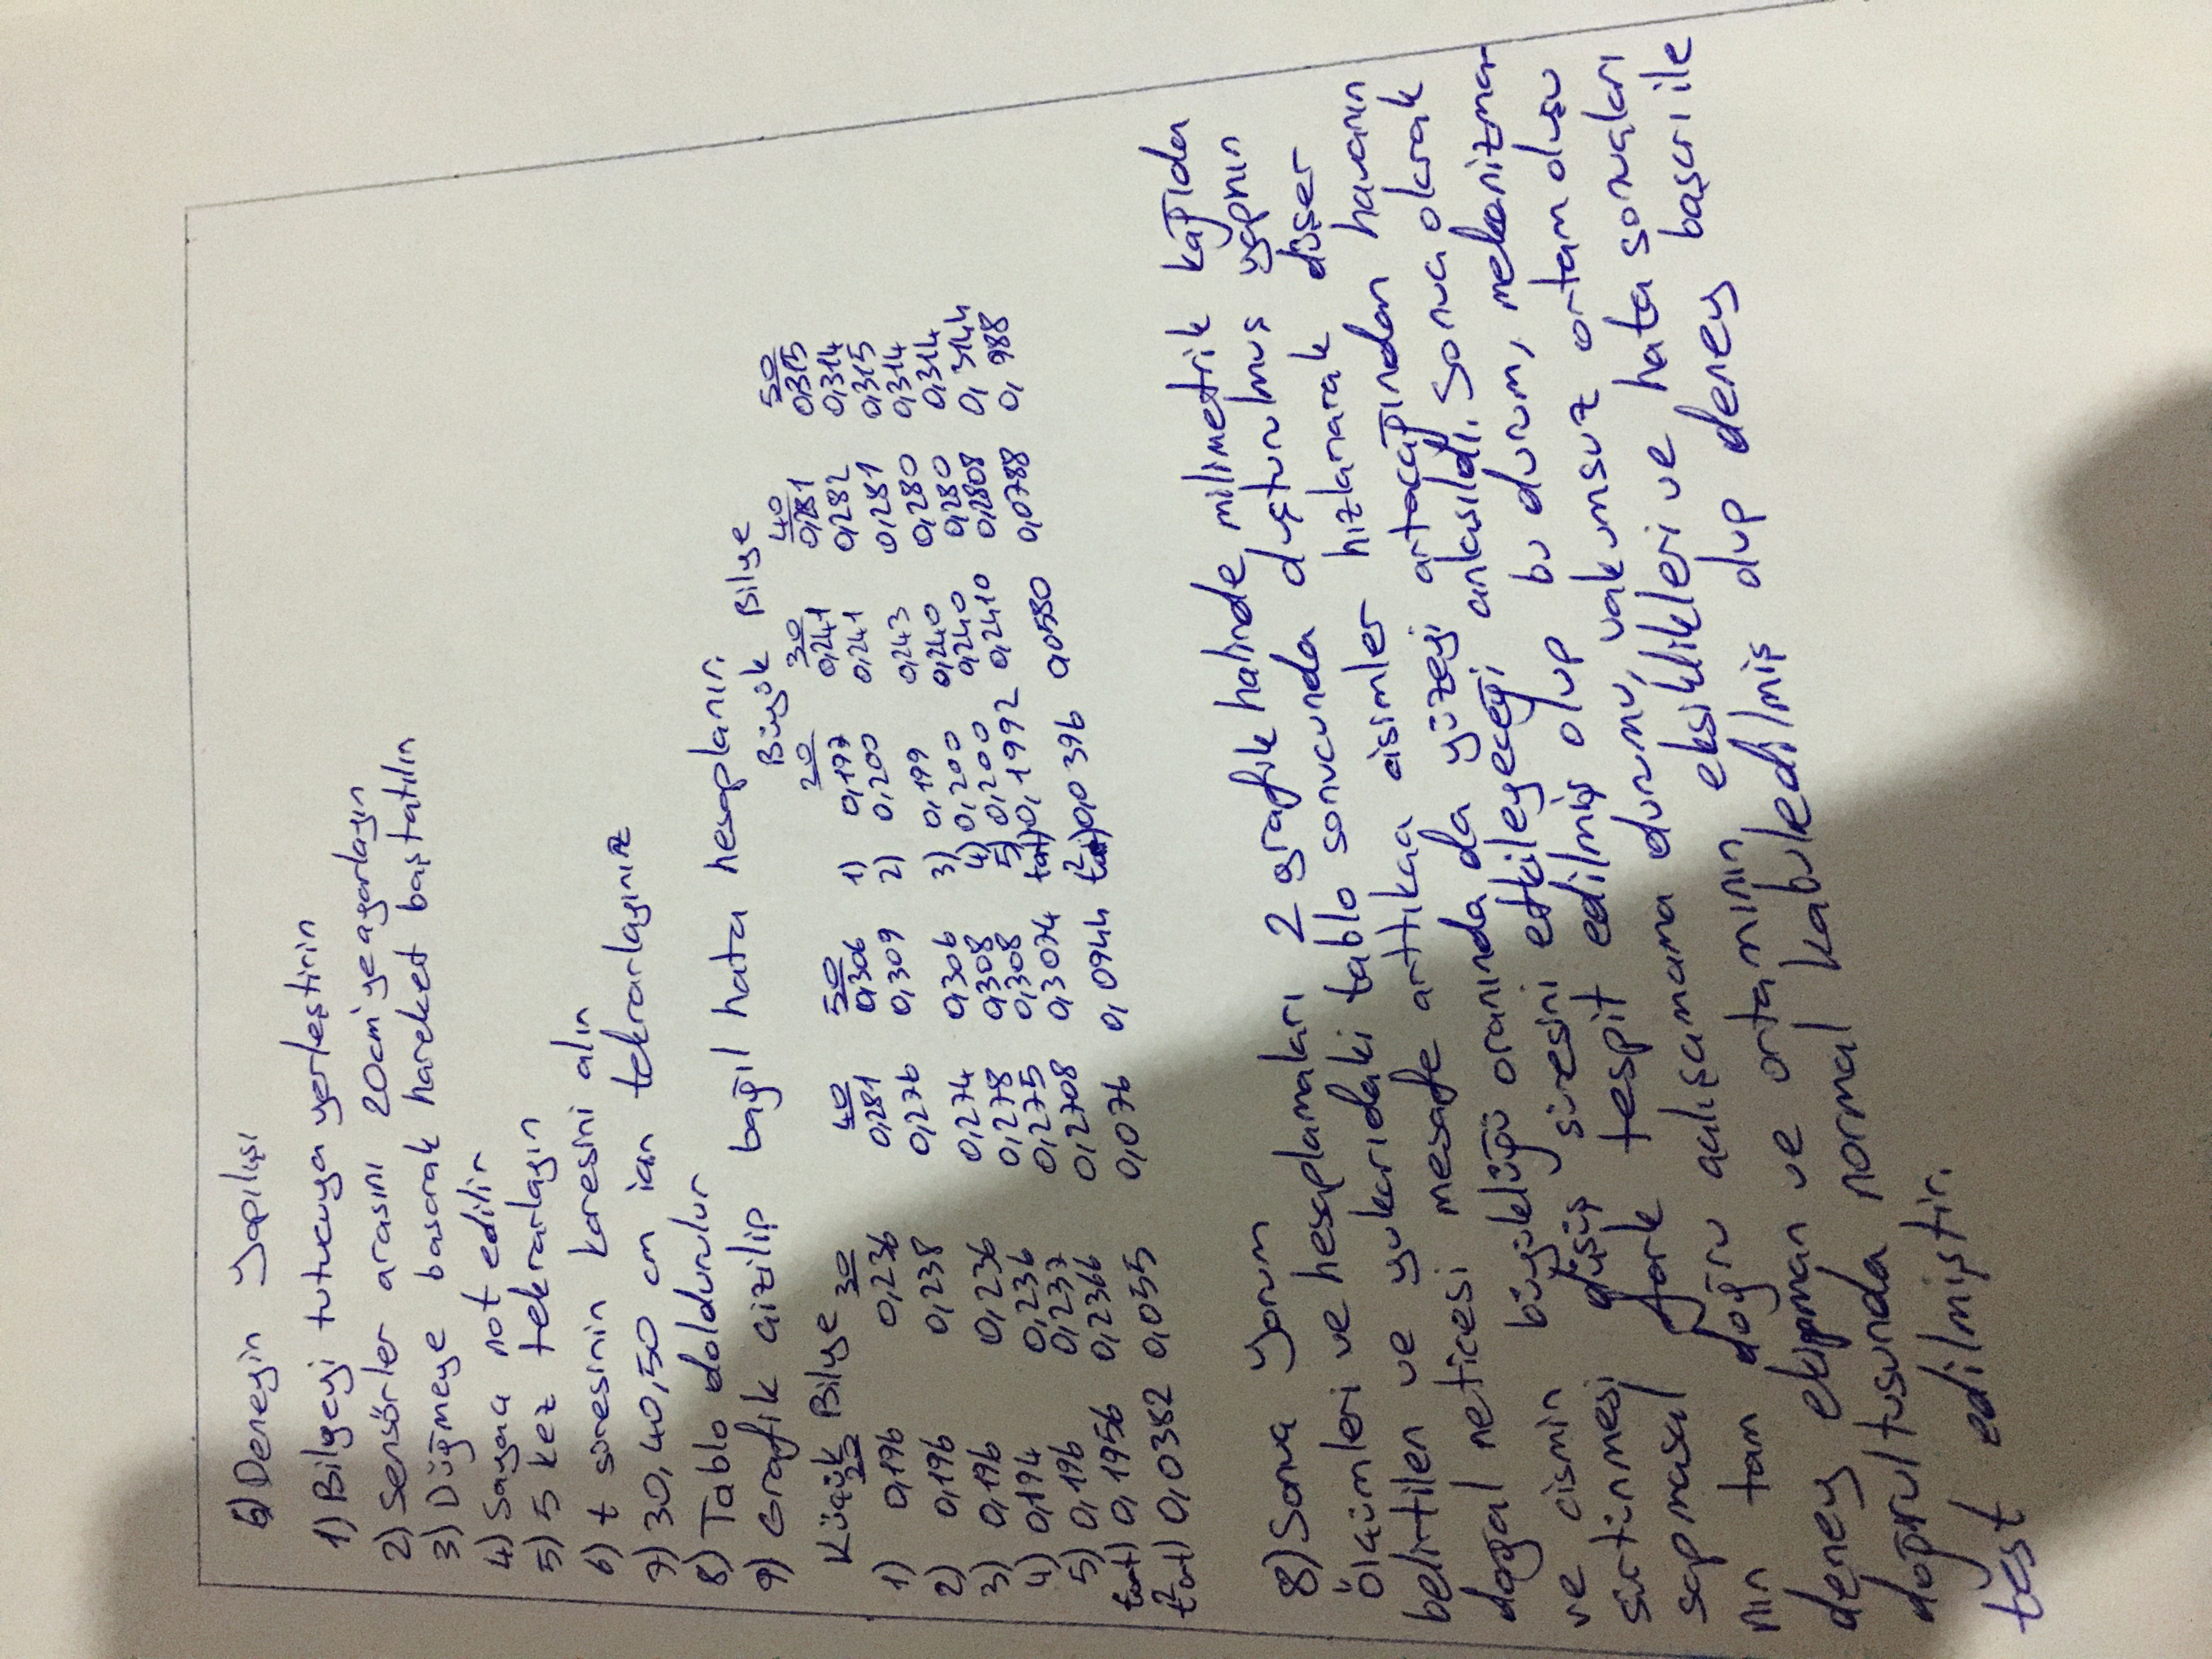 6) Deneyin Yapılışı
1) Bilyeyi tutucuya yerleştirin
2) Sensörler arasını 20cm'ye ayarlayın
3) Düğmeye basarak hareket baştatılın
4) Sayacı not edilir
5) 5 kez tekrarlayın
6) t süresinin karesini alın
7) 30,40,50 cm için tekrarlayınız
8) Tablo doldurulur
9) Grafik çizilip bağıl hata hesaplanır.
Küçük Bilye
20 30 40 50
1) 0,196 0,236 0,281 0,306
2) 0,196 0,238 0,276 0,309
3) 0,196 0,236 0,274 0,306
4) 0,194 0,236 0,278 0,308
5) 0,196 0,237 0,275 0,308
tort) 0,1956 0,2366 0,2708 0,3074
t²ort) 0,0382 0,055 0,076 0,0944
Büyük Bilye
20 30 40 50
1) 0,197 0,241 0,281 0,315
2) 0,200 0,241 0,282 0,314
3) 0,199 0,243 0,281 0,315
4) 0,200 0,240 0,280 0,314
5) 0,200 0,240 0,280 0,314
tort) 0,1992 0,2410 0,2808 0,3144
t²ort) 0,0396 0,0580 0,0788 0,988
8) Sonuç Yorum
Ölçümleri ve hesaplamaları 2 grafik halinde milimetrik kağıda
belirtilen ve yukarıdaki tablo sonucunda oluşturulmuş yapının
doğal neticesi mesafe arttıkça cisimler hızlanarak düşer
ve cismin büyüklüğü oranında da yüzeyi artacağından havanın
sürtünmesi düşüş süresini etkileyeceği anlaşıldı. Sonuç olarak
sapmasal fark tespit edilmiş olup bu durum, mekanizma-
nın tam doğru çalışamama durumu, vakumsuz ortam oluşu
deney ekipman ve ortamının eksiklikleri ve hata sonuçları
doğrultusunda normal kabuledilmiş olup deney başarı ile
test edilmiştir.